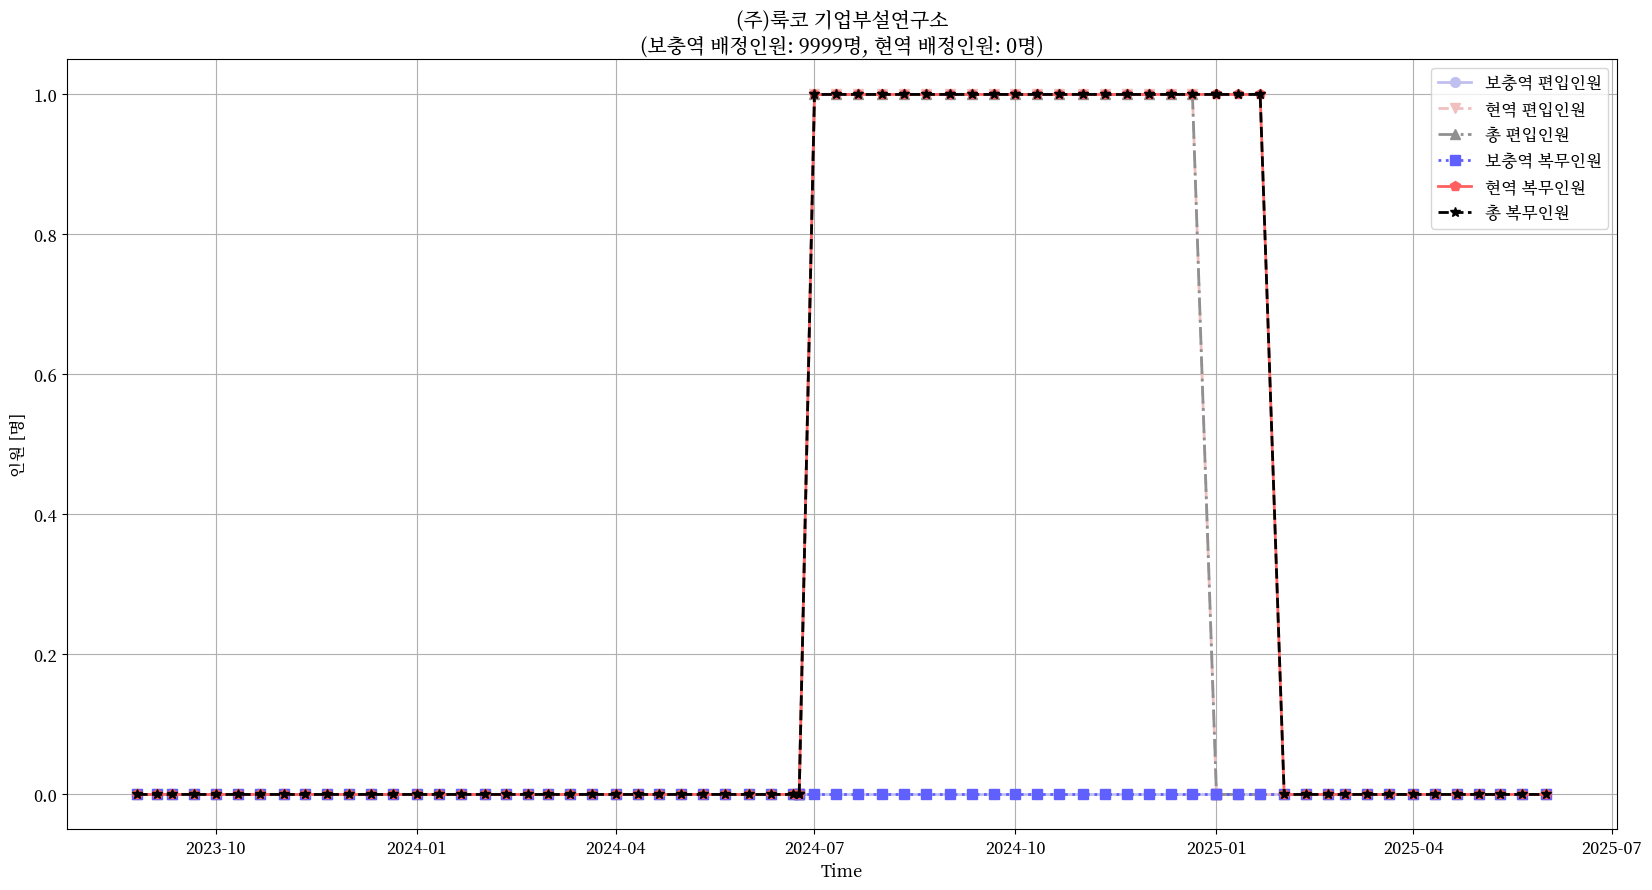 (주)룩코 기업부설연구소
(보충역 배정인원: 9999명, 현역 배정인원: 0명)
보충역 편입인원
현역 편입인원
총 편입인원
보충역 복무인원
현역 복무인원
총 복무인원
인원 [명]
1.0
0.8
0.6
0.4
0.2
0.0
2023-10
2024-01
2024-04
2024-07
2024-10
2025-01
2025-04
2025-07
Time